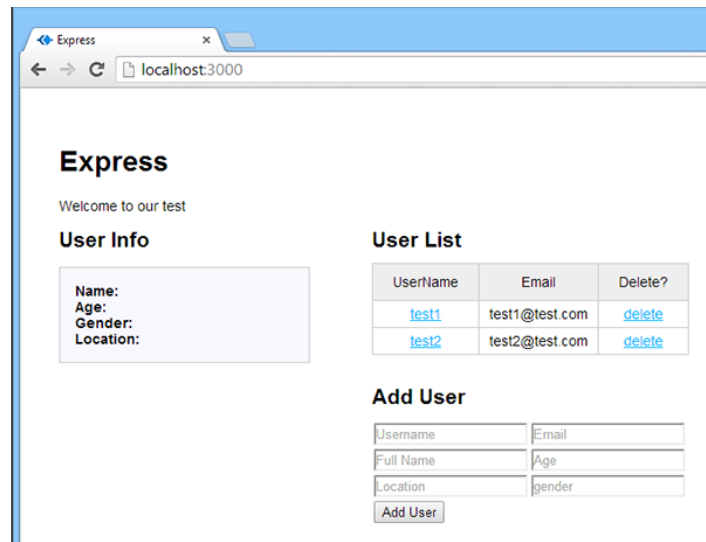 Express
localhost:3000
Express
Welcome to our test
User Info
Name:
Age:
Gender:
Location:
User List
UserName Email Delete?
test1 test1@test.com delete
test2 test2@test.com delete
Add User
Username Email
Full Name Age
Location gender
Add User